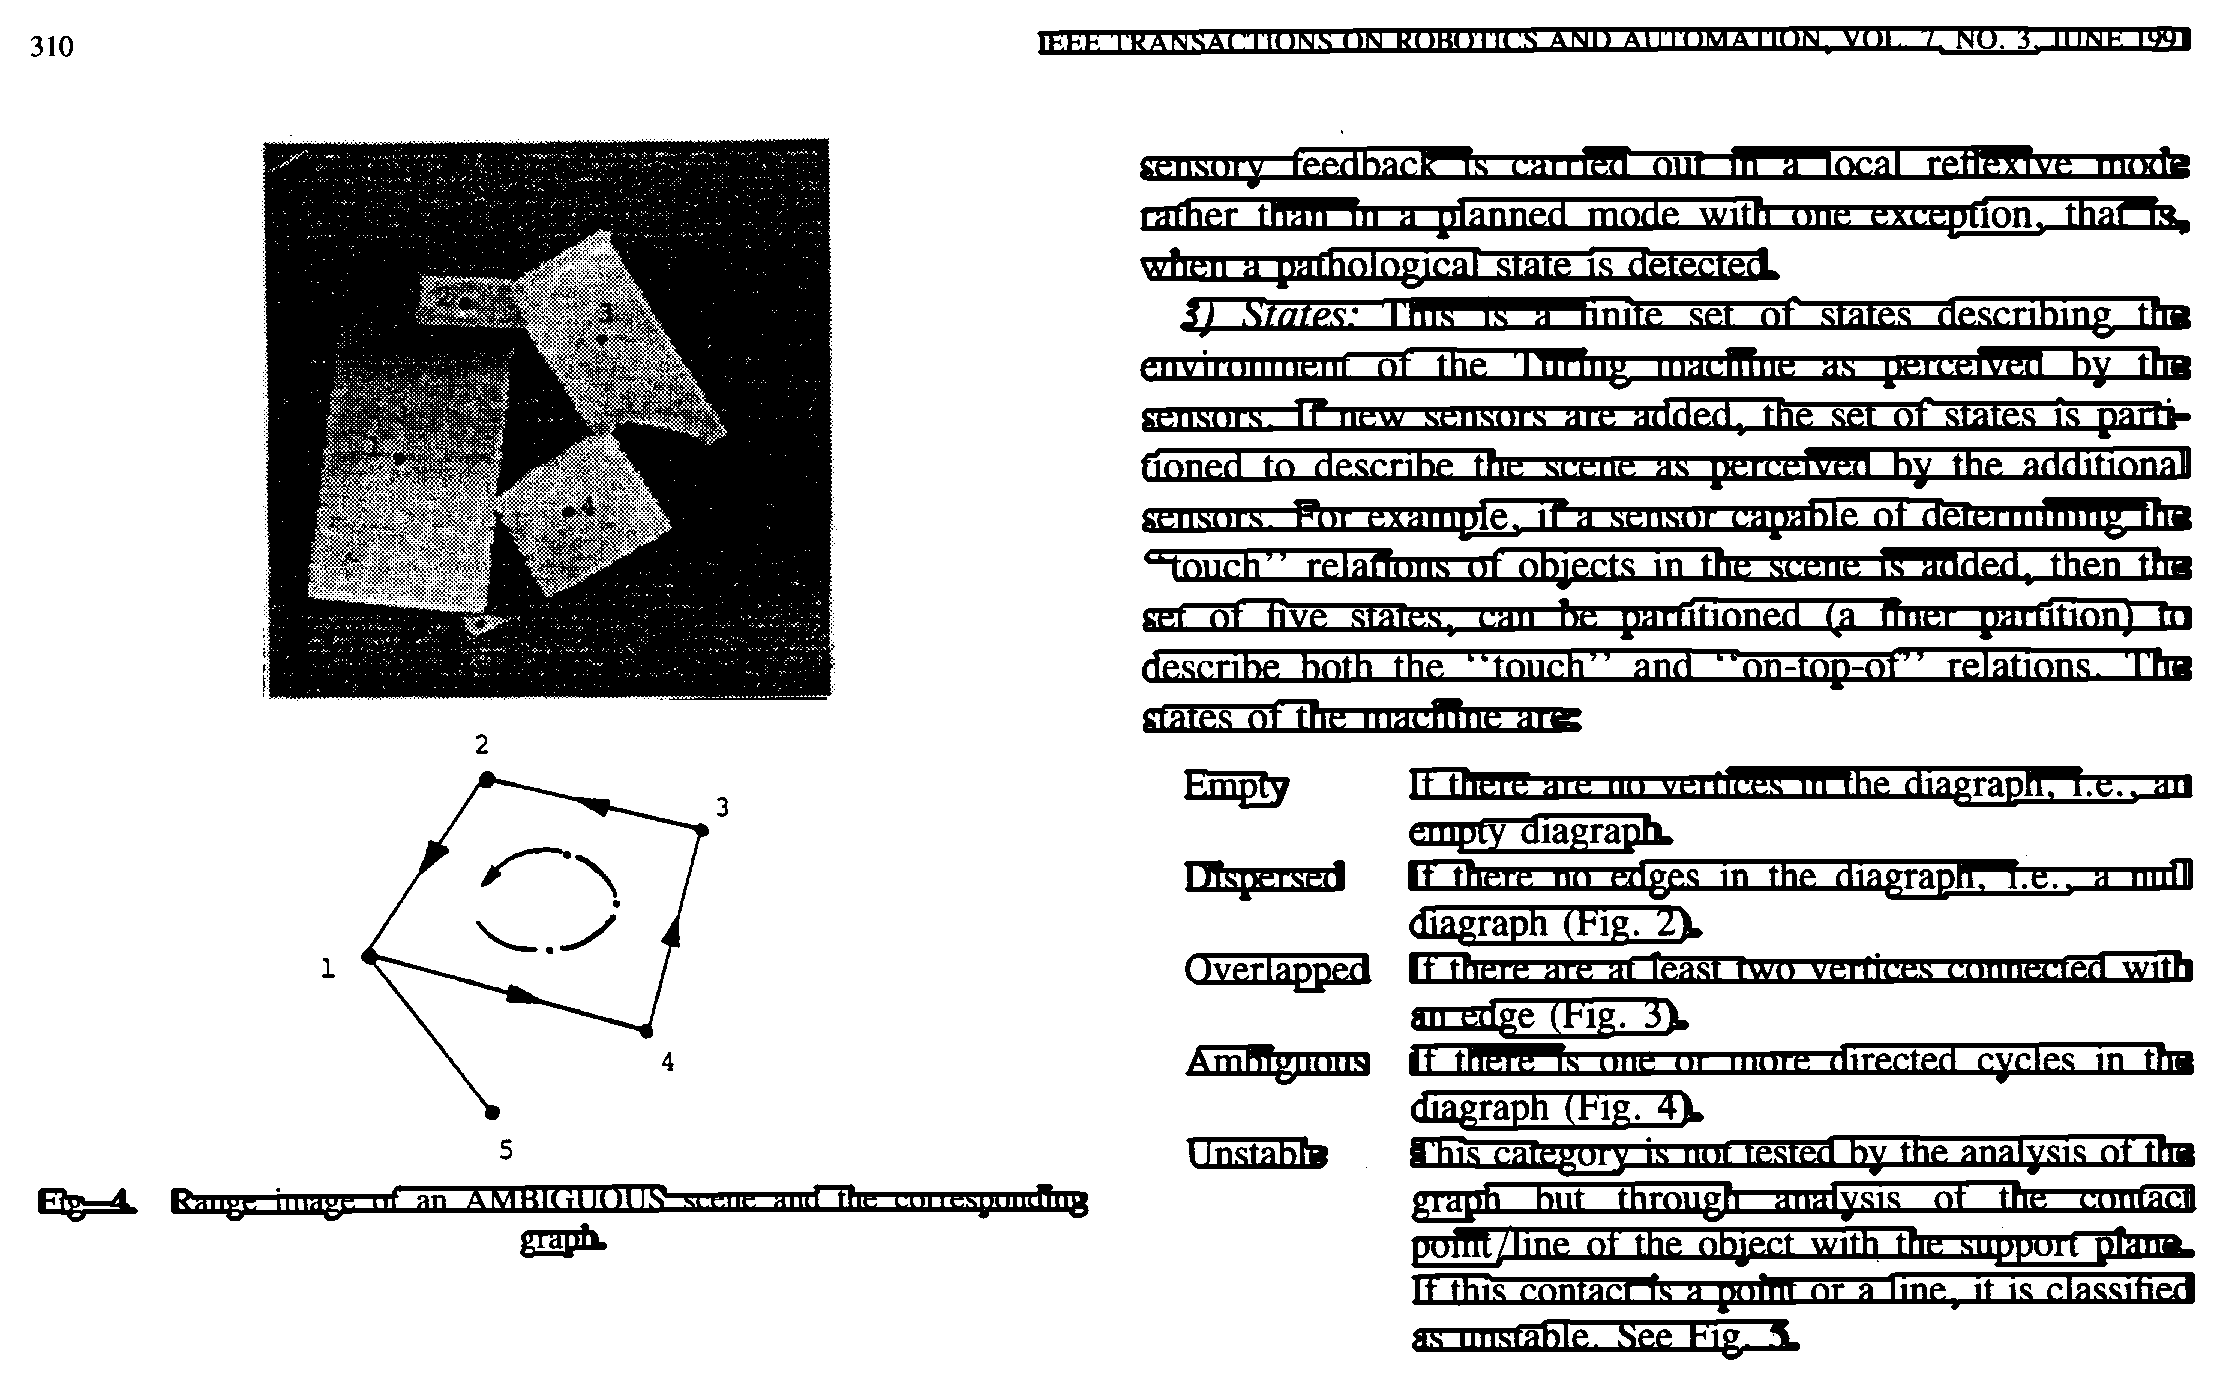 310
IEEE TRANSACTIONS ON ROBOTICS AND AUTOMATION, VOL. 7, NO. 3, JUNE 1991
2
3
1
4
2
3
1
4
5
Fig. 4. Range image of an AMBIGUOUS scene and the corresponding
graph.
sensory feedback is carried out in a local reflexive mode
rather than in a planned mode with one exception, that is,
when a pathological state is detected.
3) States: This is a finite set of states describing the
environment of the Turing machine as perceived by the
sensors. If new sensors are added, the set of states is parti-
tioned to describe the scene as perceived by the additional
sensors. For example, if a sensor capable of determining the
“touch” relations of objects in the scene is added, then the
set of five states, can be partitioned (a finer partition) to
describe both the “touch” and “on-top-of” relations. The
states of the machine are:
Empty If there are no vertices in the diagraph, i.e., an
empty diagraph.
Dispersed If there no edges in the diagraph, i.e., a null
diagraph (Fig. 2).
Overlapped If there are at least two vertices connected with
an edge (Fig. 3).
Ambiguous If there is one or more directed cycles in the
diagraph (Fig. 4).
Unstable This category is not tested by the analysis of the
graph but through analysis of the contact
point/line of the object with the support plane.
If this contact is a point or a line, it is classified
as unstable. See Fig. 5.